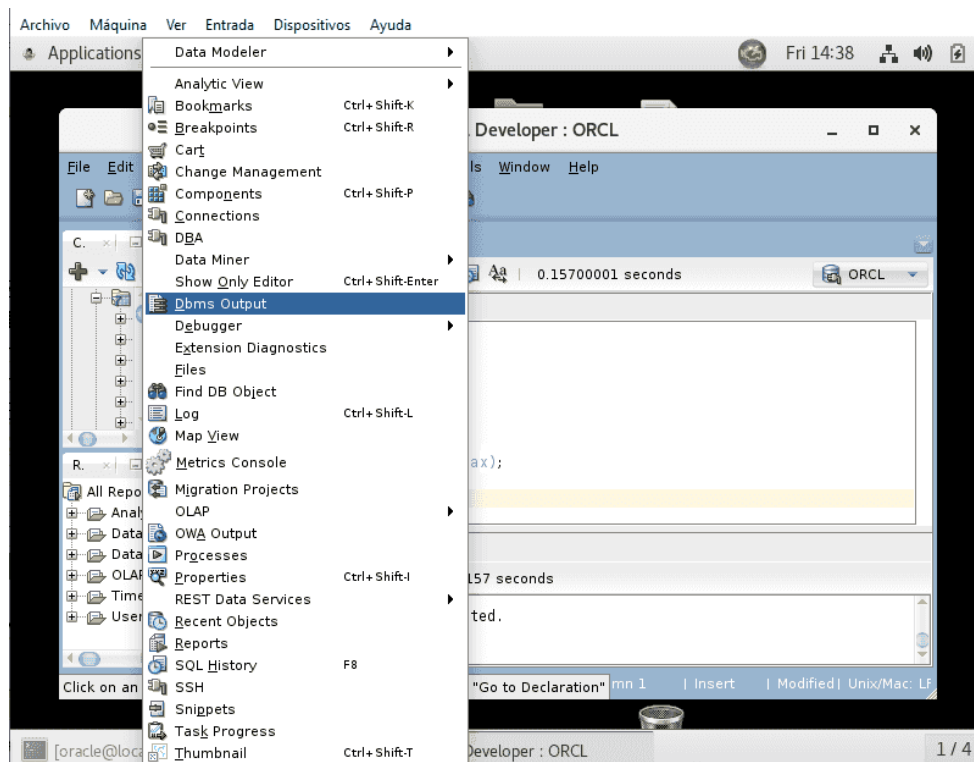 Archivo Máquina Ver Entrada Dispositivos Ayuda
Applications
Fri 14:38
Data Modeler
Analytic View
Bookmarks Ctrl+Shift-K
Breakpoints Ctrl+Shift-R
Cart
Change Management
Components Ctrl+Shift-P
Connections
DBA
Data Miner
Show Only Editor Ctrl+Shift-Enter
Dbms Output
Debugger
Extension Diagnostics
Files
Find DB Object
Log Ctrl+Shift-L
Map View
Metrics Console
Migration Projects
OLAP
OWA Output
Processes
Properties Ctrl+Shift-I
REST Data Services
Recent Objects
Reports
SQL History F8
SSH
Snippets
Task Progress
Thumbnail Ctrl+Shift-T
Developer : ORCL
File Edit
ls Window Help
C.
0.15700001 seconds
ORCL
ax);
R.
All Repo
Analy
Data
Data
OLAP
Time
User
157 seconds
ted.
Click on an
"Go to Declaration"
mn 1 | Insert | Modified | Unix/Mac: LF
[oracle@loca
Developer : ORCL
1 / 4